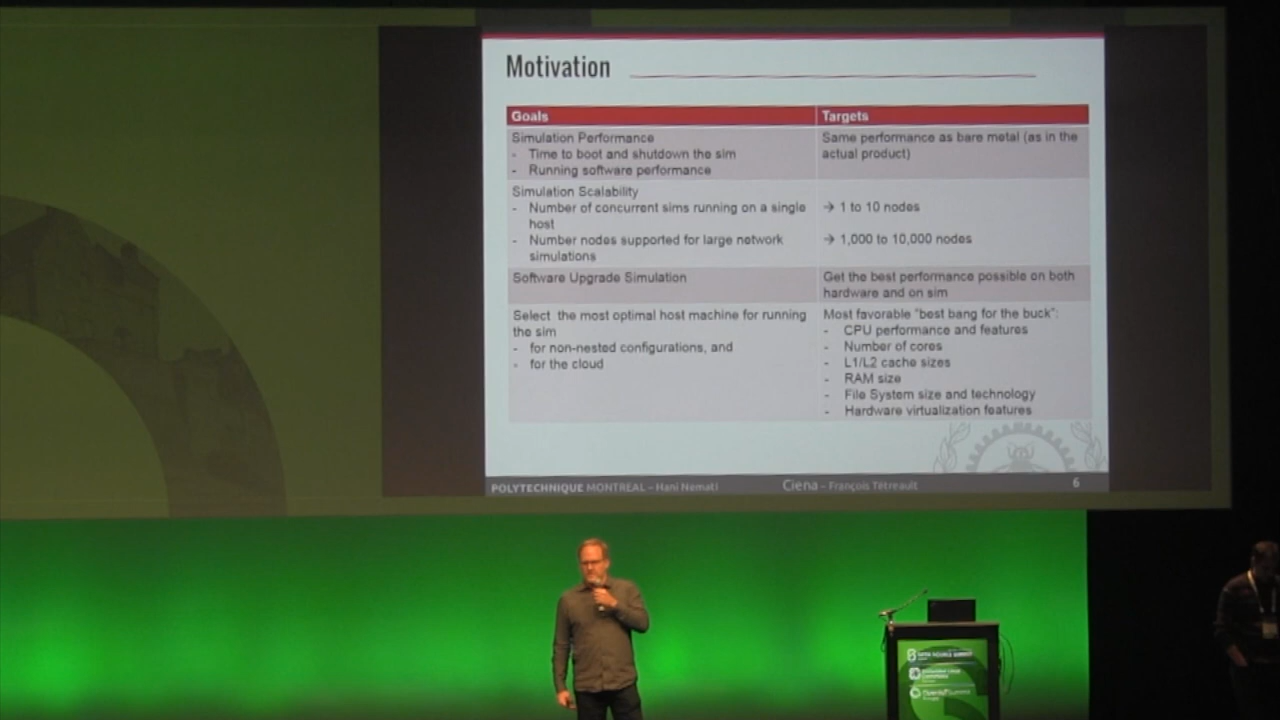 Motivation
Goals
Targets
Simulation Performance
- Time to boot and shutdown the sim
- Running software performance
Same performance as bare metal (as in the
actual product)
Simulation Scalability
- Number of concurrent sims running on a single
host
- Number nodes supported for large network
simulations
→ 1 to 10 nodes
→ 1,000 to 10,000 nodes
Software Upgrade Simulation
Get the best performance possible on both
hardware and on sim
Select the most optimal host machine for running
the sim
- for non-nested configurations, and
- for the cloud
Most favorable "best bang for the buck":
- CPU performance and features
- Number of cores
- L1/L2 cache sizes
- RAM size
- File System size and technology
- Hardware virtualization features
POLYTECHNIQUE MONTREAL – Hani Nemati
Ciena – François Tétreault
6
OPEN SOURCE SUMMIT